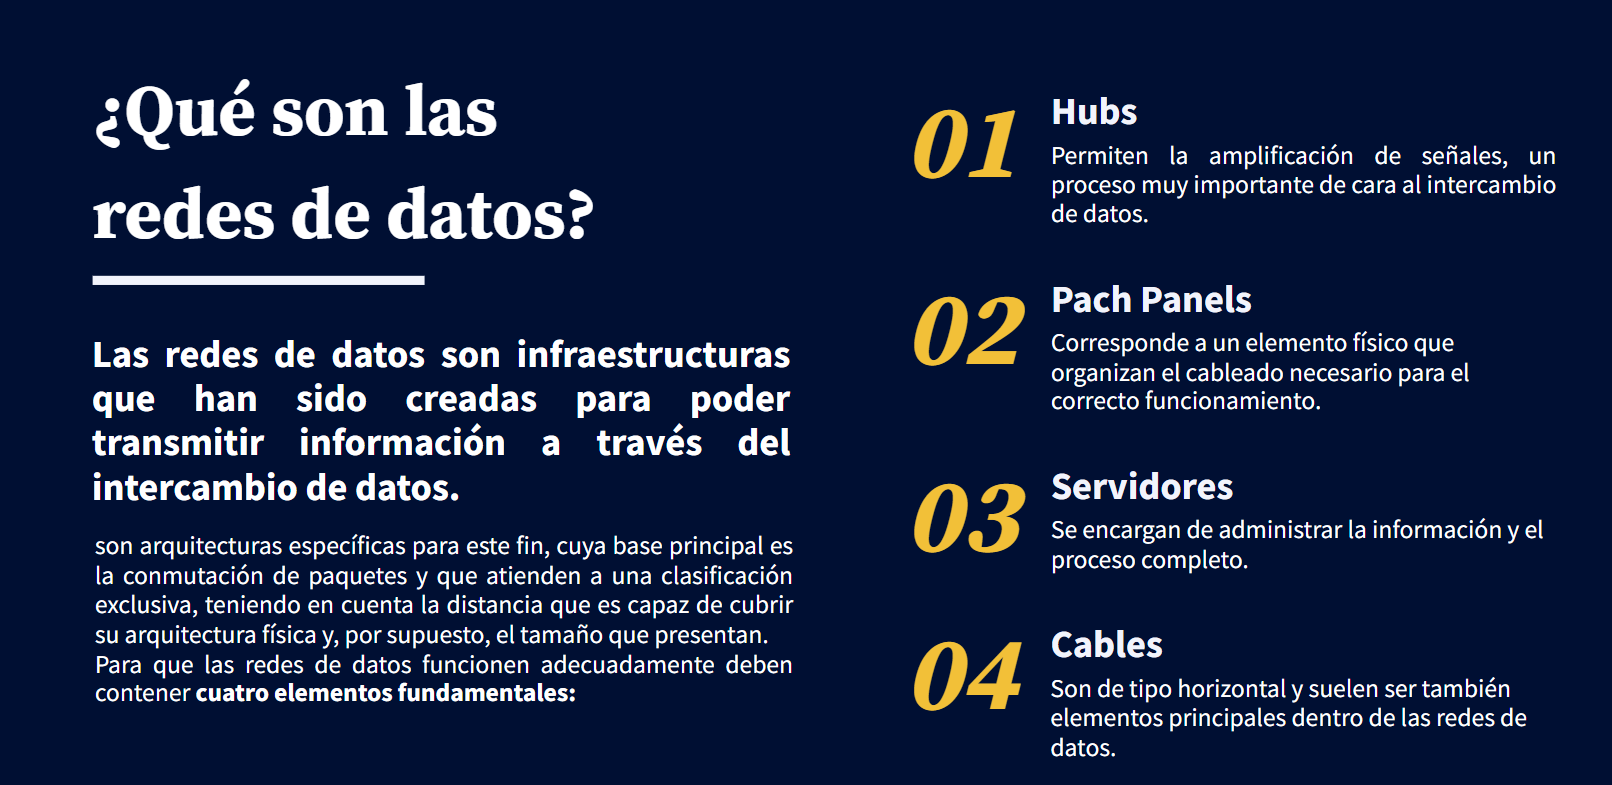 ¿Qué son las
redes de datos?
Las redes de datos son infraestructuras
que han sido creadas para poder
transmitir información a través del
intercambio de datos.
son arquitecturas específicas para este fin, cuya base principal es
la conmutación de paquetes y que atienden a una clasificación
exclusiva, teniendo en cuenta la distancia que es capaz de cubrir
su arquitectura física y, por supuesto, el tamaño que presentan.
Para que las redes de datos funcionen adecuadamente deben
contener cuatro elementos fundamentales:
01
Hubs
Permiten la amplificación de señales, un
proceso muy importante de cara al intercambio
de datos.
02
Pach Panels
Corresponde a un elemento físico que
organizan el cableado necesario para el
correcto funcionamiento.
03
Servidores
Se encargan de administrar la información y el
proceso completo.
04
Cables
Son de tipo horizontal y suelen ser también
elementos principales dentro de las redes de
datos.